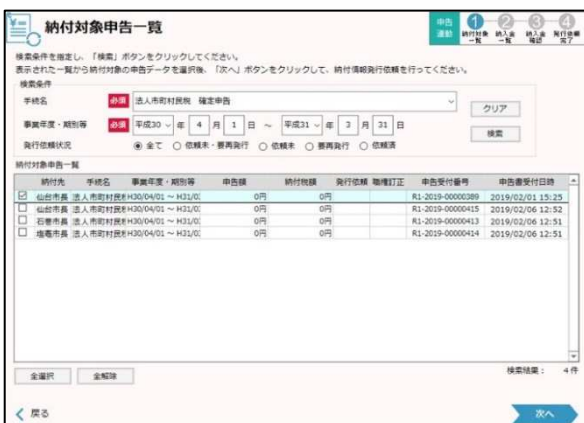 納付対象申告一覧
申告連動
1 納付対象一覧
2 納入金一覧
3 納入金確認
4 発行依頼完了
検索条件を指定し、「検索」ボタンをクリックしてください。
表示された一覧から納付対象の申告データを選択後、「次へ」ボタンをクリックして、納付情報発行依頼を行ってください。
検索条件
手続名 必須 法人市町村民税 確定申告
クリア
事業年度・期別等 必須 平成30 年 4 月 1 日 ～ 平成31 年 3 月 31 日
検索
発行依頼状況 全て 依頼未・要再発行 依頼未 要再発行 依頼済
納付対象申告一覧
納付先 手続名 事業年度・期別等 申告額 納付税額 発行依頼 職権訂正 申告受付番号 申告書受付日時
仙台市長 法人市町村民税 H30/04/01 ～ H31/03 0円 0円 R1-2019-00000389 2019/02/01 15:25
仙台市長 法人市町村民税 H30/04/01 ～ H31/03 0円 0円 R1-2019-00000415 2019/02/06 12:52
石巻市長 法人市町村民税 H30/04/01 ～ H31/03 0円 0円 R1-2019-00000413 2019/02/06 12:51
塩竈市長 法人市町村民税 H30/04/01 ～ H31/03 0円 0円 R1-2019-00000414 2019/02/06 12:51
全選択 全解除
検索結果： 4件
戻る
次へ